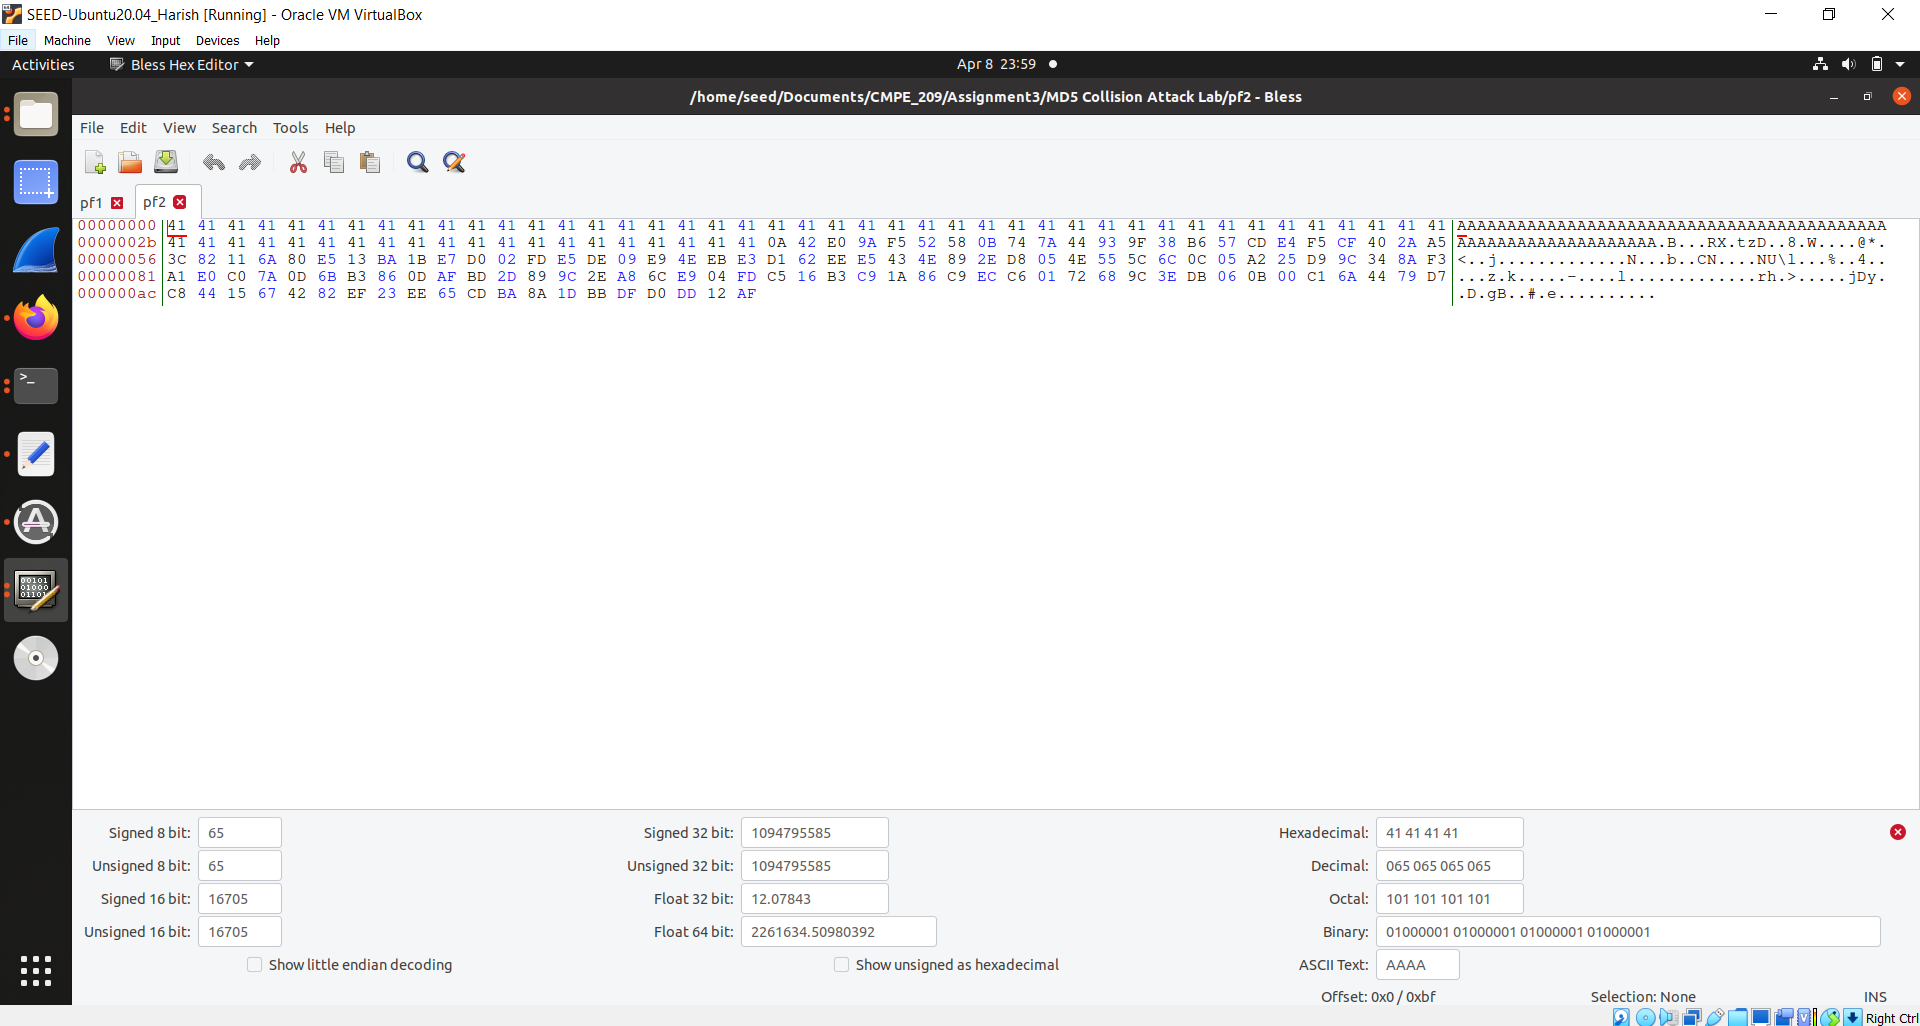 SEED-Ubuntu20.04_Harish [Running] - Oracle VM VirtualBox
File Machine View Input Devices Help
Activities Bless Hex Editor Apr 8 23:59
/home/seed/Documents/CMPE_209/Assignment3/MD5 Collision Attack Lab/pf2 - Bless
File Edit View Search Tools Help
pf1 pf2
00000000 41 41 41 41 41 41 41 41 41 41 41 41 41 41 41 41 41 41 41 41 41 41 41 41 41 41 41 41 41 41 41 41 41 41 41 41 41 41 41 41 41 41 41 AAAAAAAAAAAAAAAAAAAAAAAAAAAAAAAAAAAAAAAAAAA
0000002b 41 41 41 41 41 41 41 41 41 41 41 41 41 41 41 41 41 41 41 41 0A 42 E0 9A F5 52 58 0B 74 7A 44 93 9F 38 B6 57 CD E4 F5 CF 40 2A A5 AAAAAAAAAAAAAAAAAAAA.B...RX.tzD..8.W....@*.
00000056 3C 82 11 6A 80 E5 13 BA 1B E7 D0 02 FD E5 DE 09 E9 4E EB E3 D1 62 EE E5 43 4E 89 2E D8 05 4E 55 5C 6C 0C 05 A2 25 D9 9C 34 8A F3 <..j.............N...b..CN....NU\l...%..4..
00000081 A1 E0 C0 7A 0D 6B B3 86 0D AF BD 2D 89 9C 2E A8 6C E9 04 FD C5 16 B3 C9 1A 86 C9 EC C6 01 72 68 9C 3E DB 06 0B 00 C1 6A 44 79 D7 ...z.k.....-....l.............rh.>.....jDy.
000000ac C8 44 15 67 42 82 EF 23 EE 65 CD BA 8A 1D BB DF D0 DD 12 AF .D.gB..#.e..........
Signed 8 bit: 65 Signed 32 bit: 1094795585 Hexadecimal: 41 41 41 41
Unsigned 8 bit: 65 Unsigned 32 bit: 1094795585 Decimal: 065 065 065 065
Signed 16 bit: 16705 Float 32 bit: 12.07843 Octal: 101 101 101 101
Unsigned 16 bit: 16705 Float 64 bit: 2261634.50980392 Binary: 01000001 01000001 01000001 01000001
Show little endian decoding Show unsigned as hexadecimal ASCII Text: AAAA
Offset: 0x0 / 0xbf Selection: None INS
Right Ctrl